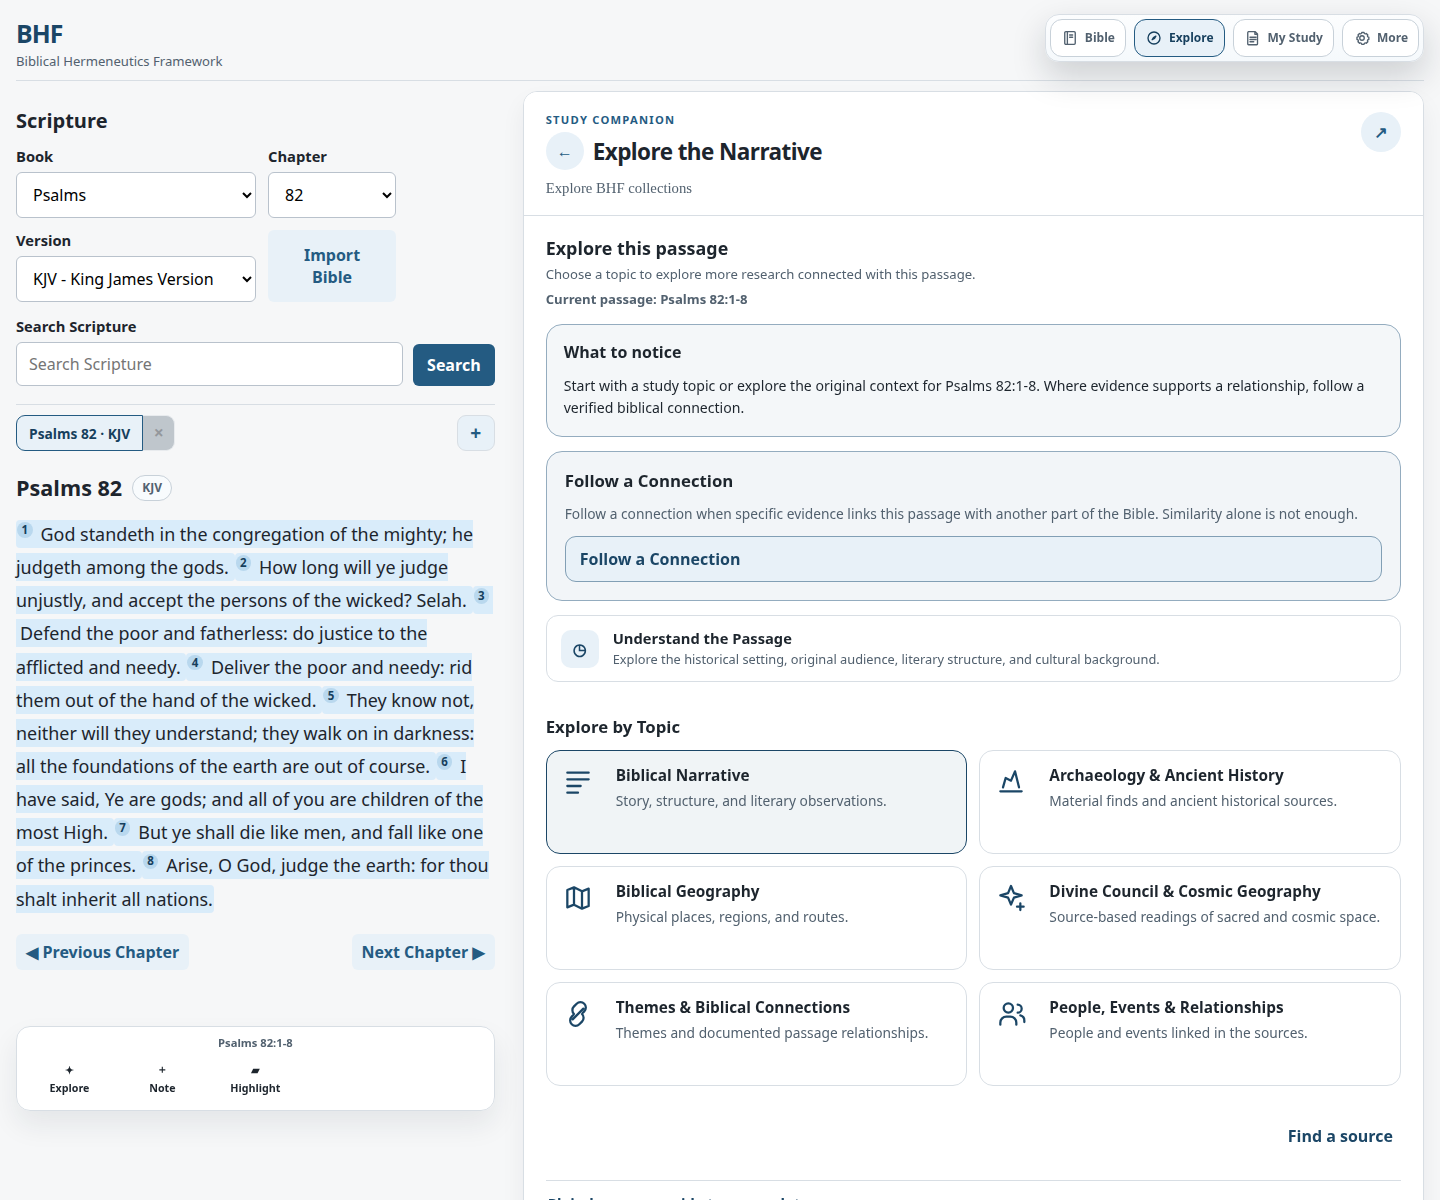 BHF
Biblical Hermeneutics Framework
Bible
Explore
My Study
More
Scripture
Book
Chapter
Psalms
82
Version
KJV - King James Version
Import
Bible
Search Scripture
Search Scripture
Search
Psalms 82 · KJV
×
+
Psalms 82
KJV
1 God standeth in the congregation of the mighty; he
judgeth among the gods. 2 How long will ye judge
unjustly, and accept the persons of the wicked? Selah. 3
Defend the poor and fatherless: do justice to the
afflicted and needy. 4 Deliver the poor and needy: rid
them out of the hand of the wicked. 5 They know not,
neither will they understand; they walk on in darkness:
all the foundations of the earth are out of course. 6 I
have said, Ye are gods; and all of you are children of the
most High. 7 But ye shall die like men, and fall like one
of the princes. 8 Arise, O God, judge the earth: for thou
shalt inherit all nations.
◀ Previous Chapter
Next Chapter ▶
Psalms 82:1-8
Explore
Note
Highlight
STUDY COMPANION
← Explore the Narrative
↗
Explore BHF collections
Explore this passage
Choose a topic to explore more research connected with this passage.
Current passage: Psalms 82:1-8
What to notice
Start with a study topic or explore the original context for Psalms 82:1-8. Where evidence supports a relationship, follow a
verified biblical connection.
Follow a Connection
Follow a connection when specific evidence links this passage with another part of the Bible. Similarity alone is not enough.
Follow a Connection
Understand the Passage
Explore the historical setting, original audience, literary structure, and cultural background.
Explore by Topic
Biblical Narrative
Story, structure, and literary observations.
Archaeology & Ancient History
Material finds and ancient historical sources.
Biblical Geography
Physical places, regions, and routes.
Divine Council & Cosmic Geography
Source-based readings of sacred and cosmic space.
Themes & Biblical Connections
Themes and documented passage relationships.
People, Events & Relationships
People and events linked in the sources.
Find a source